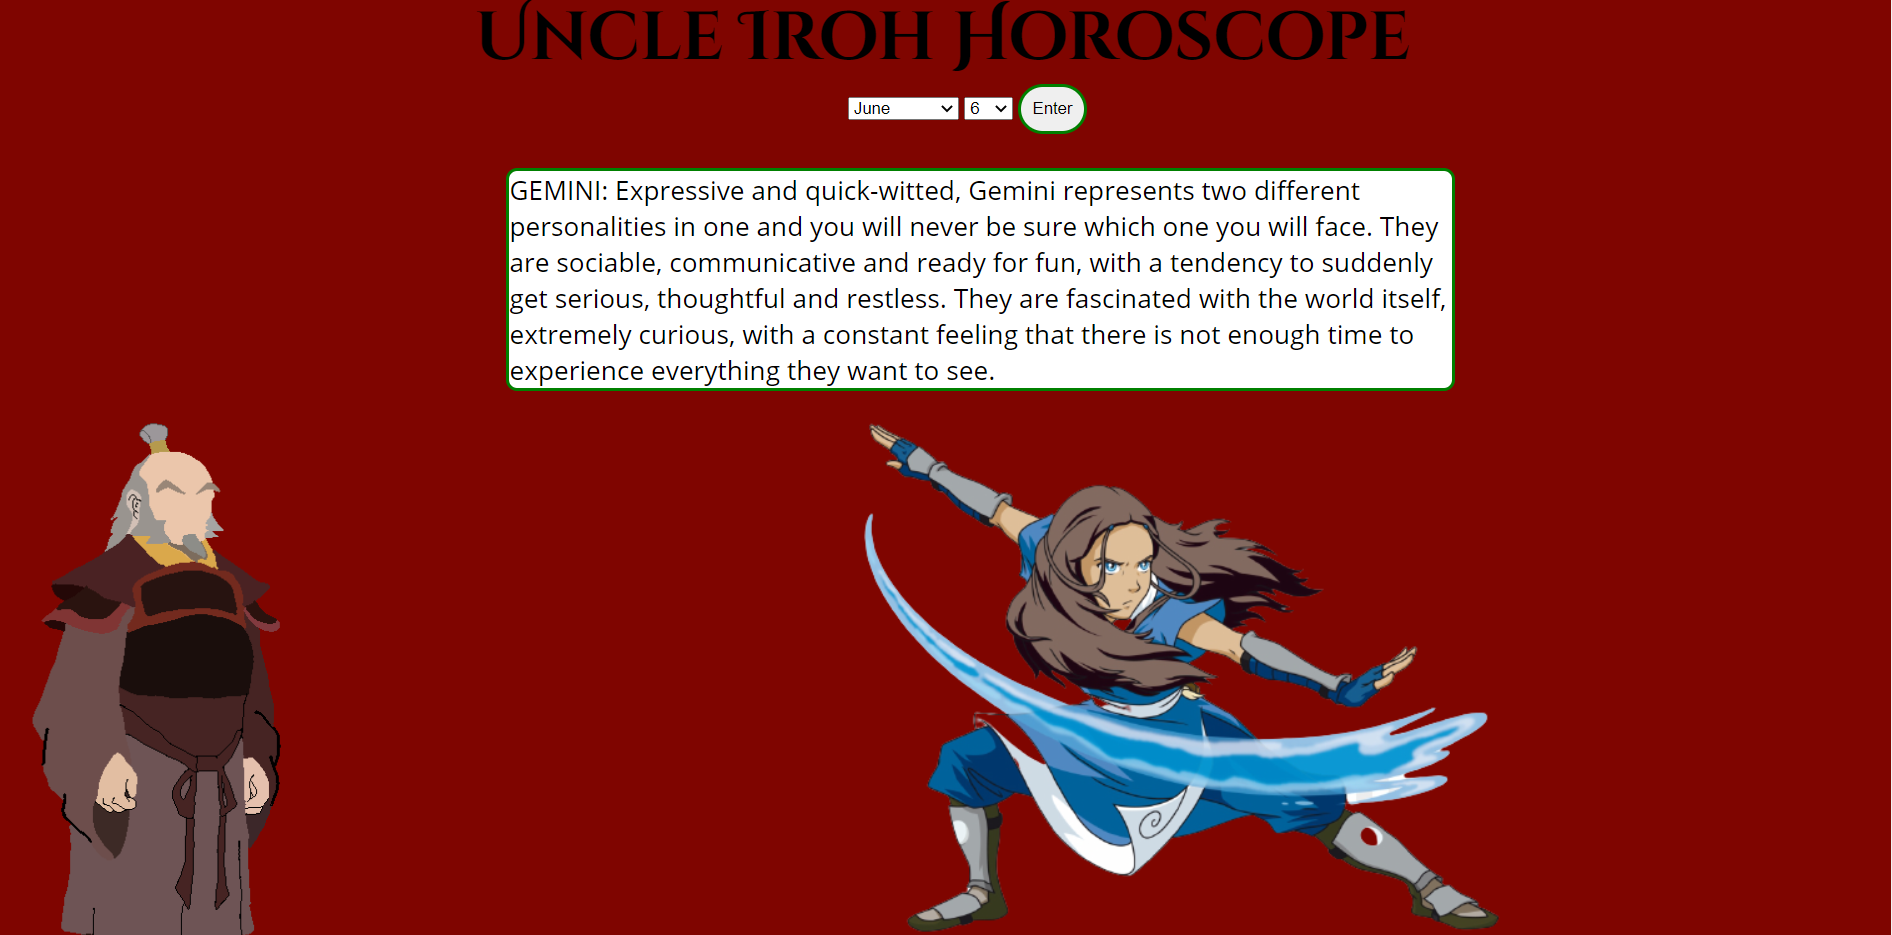 Uncle Iroh Horoscope
June 6 Enter
GEMINI: Expressive and quick-witted, Gemini represents two different
personalities in one and you will never be sure which one you will face. They
are sociable, communicative and ready for fun, with a tendency to suddenly
get serious, thoughtful and restless. They are fascinated with the world itself,
extremely curious, with a constant feeling that there is not enough time to
experience everything they want to see.